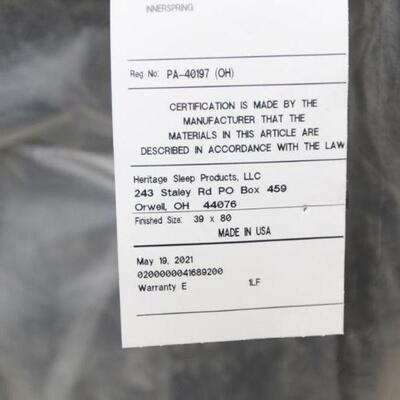 INNERSPRING
Reg No: PA-40197 (OH)
CERTIFICATION IS MADE BY THE
MANUFACTURER THAT THE
MATERIALS IN THIS ARTICLE ARE
DESCRIBED IN ACCORDANCE WITH THE LAW
Heritage Sleep Products, LLC
243 Staley Rd PO Box 459
Orwell, OH 44076
Finished Size: 39 x 80
MADE IN USA
May 19, 2021
0200000041689200
Warranty E 1LF